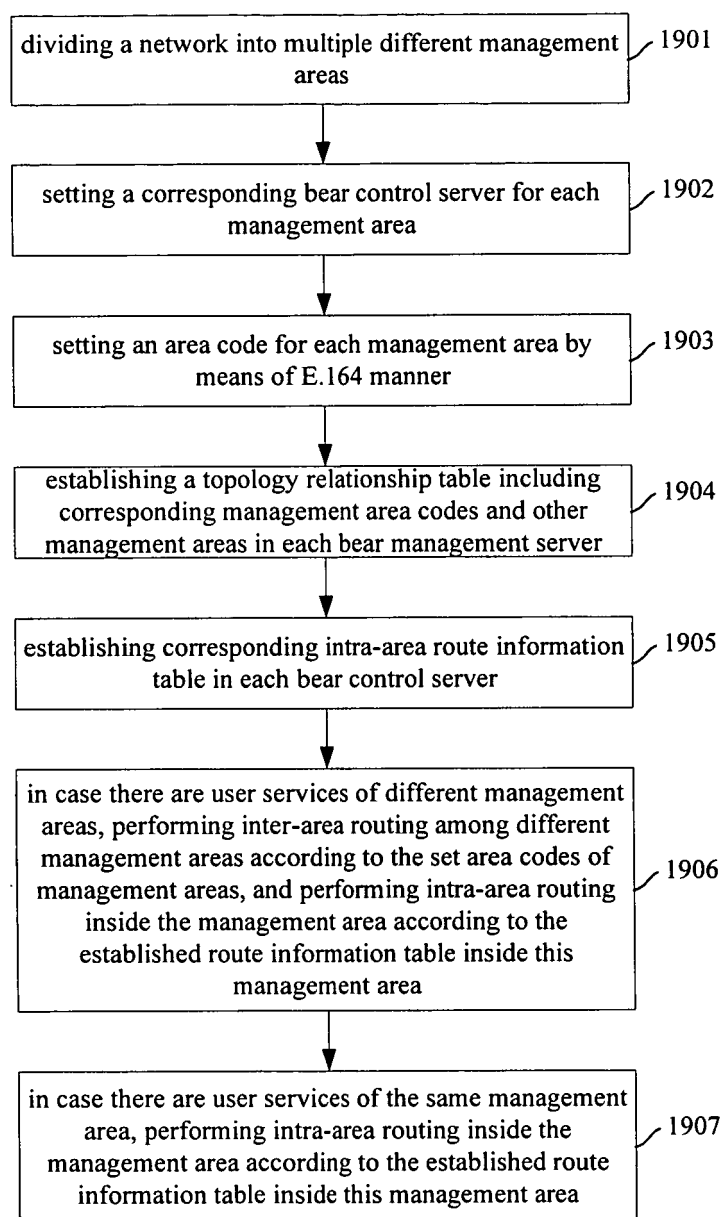 dividing a network into multiple different management
areas
1901
setting a corresponding bear control server for each
management area
1902
setting an area code for each management area by
means of E.164 manner
1903
establishing a topology relationship table including
corresponding management area codes and other
management areas in each bear management server
1904
establishing corresponding intra-area route information
table in each bear control server
1905
in case there are user services of different management
areas, performing inter-area routing among different
management areas according to the set area codes of
management areas, and performing intra-area routing
inside the management area according to the
established route information table inside this
management area
1906
in case there are user services of the same management
area, performing intra-area routing inside the
management area according to the established route
information table inside this management area
1907